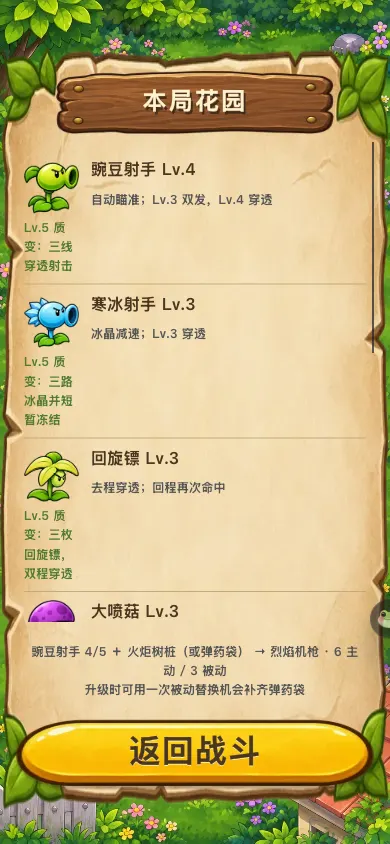 本局花园
豌豆射手 Lv.4
自动瞄准；Lv.3 双发，Lv.4 穿透
Lv.5 质
变：三线
穿透射击
寒冰射手 Lv.3
冰晶减速；Lv.3 穿透
Lv.5 质
变：三路
冰晶并短
暂冻结
回旋镖 Lv.3
去程穿透；回程再次命中
Lv.5 质
变：三枚
回旋镖，
双程穿透
大喷菇 Lv.3
豌豆射手 4/5 + 火炬树桩（或弹药袋） → 烈焰机枪 · 6 主
动 / 3 被动
升级时可用一次被动替换机会补齐弹药袋
返回战斗